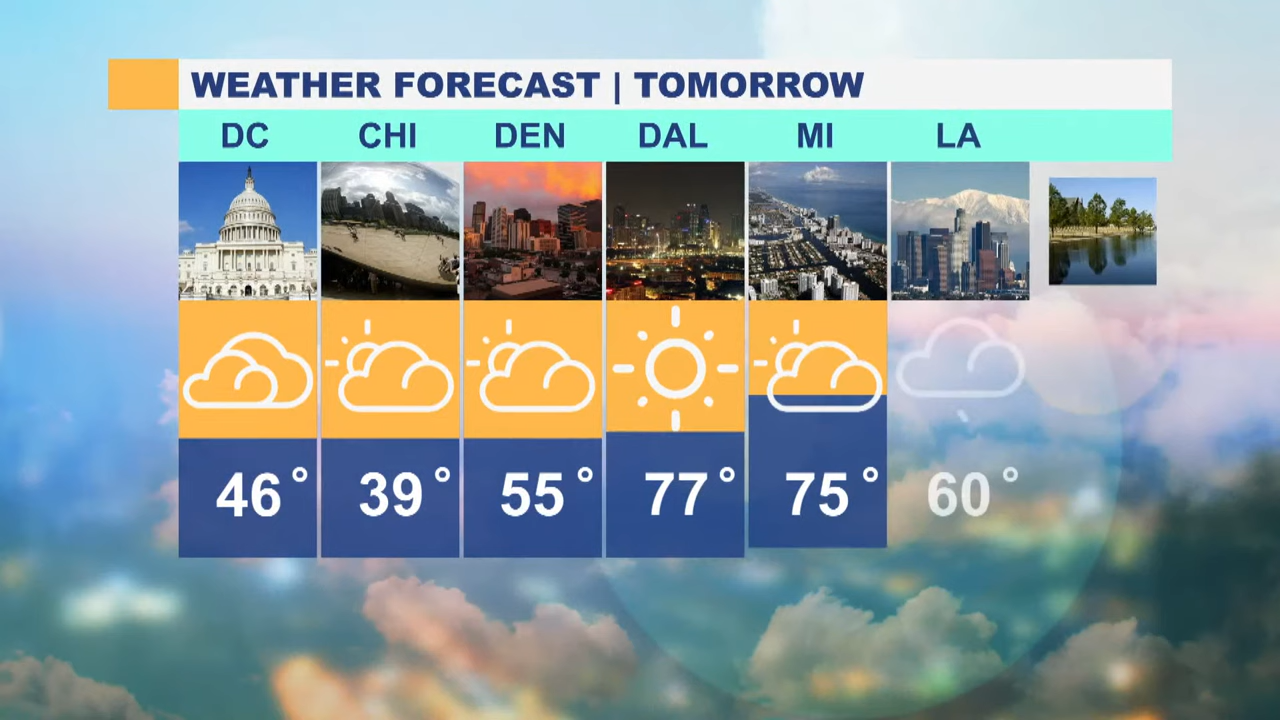 WEATHER FORECAST | TOMORROW
DC CHI DEN DAL MI LA
46° 39° 55° 77° 75° 60°